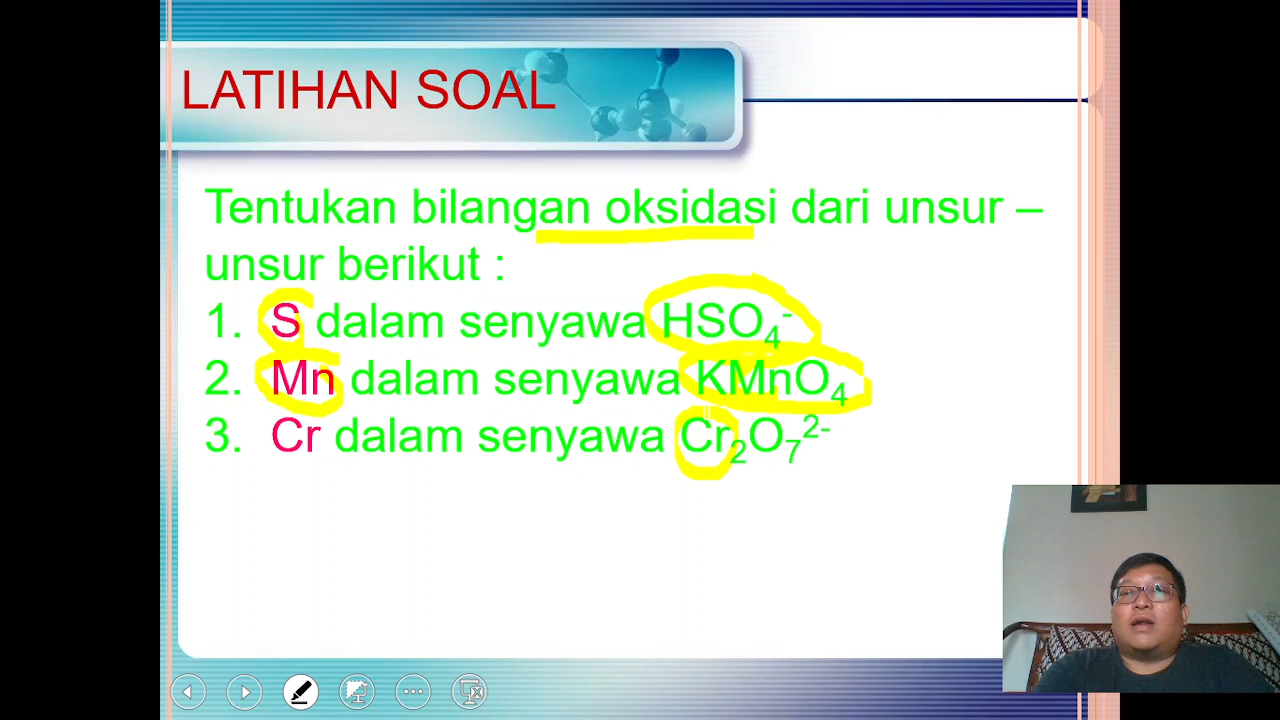 LATIHAN SOAL
Tentukan bilangan oksidasi dari unsur –
unsur berikut :
1. S dalam senyawa HSO₄⁻
2. Mn dalam senyawa KMnO₄
3. Cr dalam senyawa Cr₂O₇²⁻